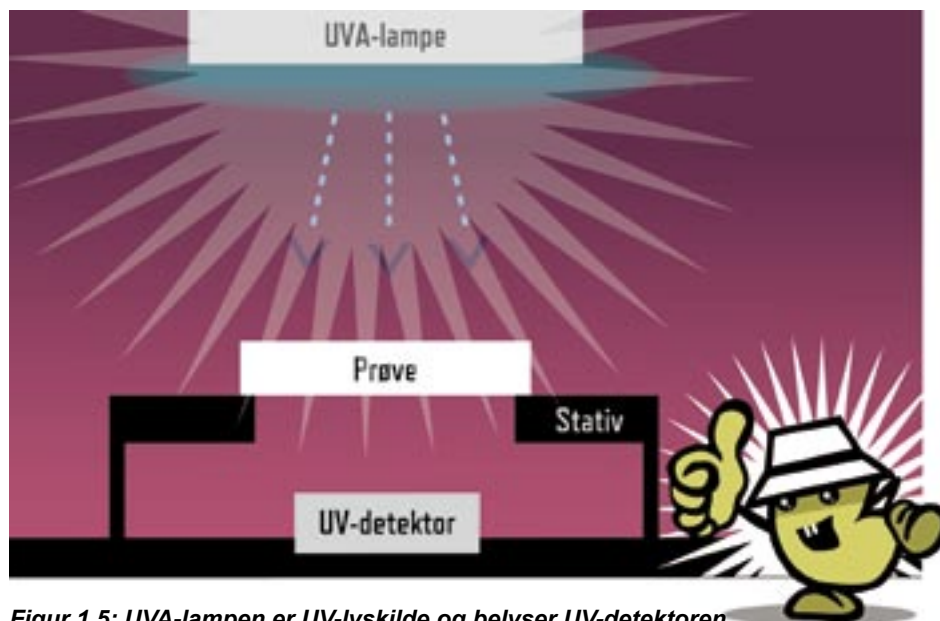 UVA-lampe
Prøve
Stativ
UV-detektor
Figur 1.5: UVA-lampen er UV-lyskilde og belyser UV-detektoren